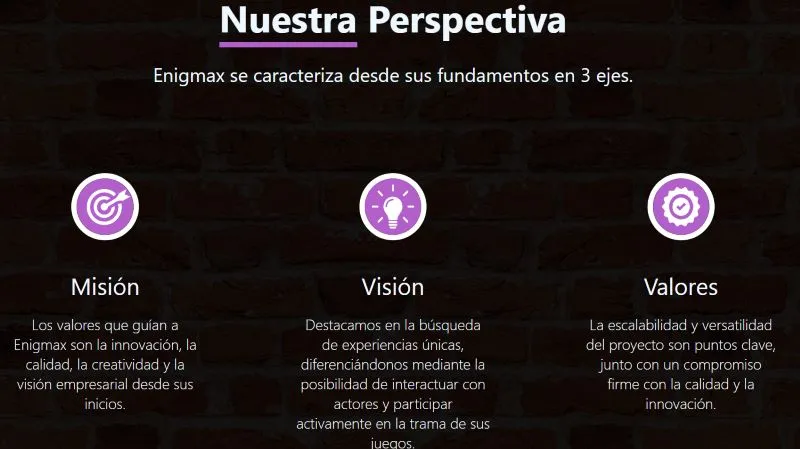 Nuestra Perspectiva
Enigmax se caracteriza desde sus fundamentos en 3 ejes.
Misión
Los valores que guían a
Enigmax son la innovación, la
calidad, la creatividad y la
visión empresarial desde sus
inicios.
Visión
Destacamos en la búsqueda
de experiencias únicas,
diferenciándonos mediante la
posibilidad de interactuar con
actores y participar
activamente en la trama de sus
juegos.
Valores
La escalabilidad y versatilidad
del proyecto son puntos clave,
junto con un compromiso
firme con la calidad y la
innovación.